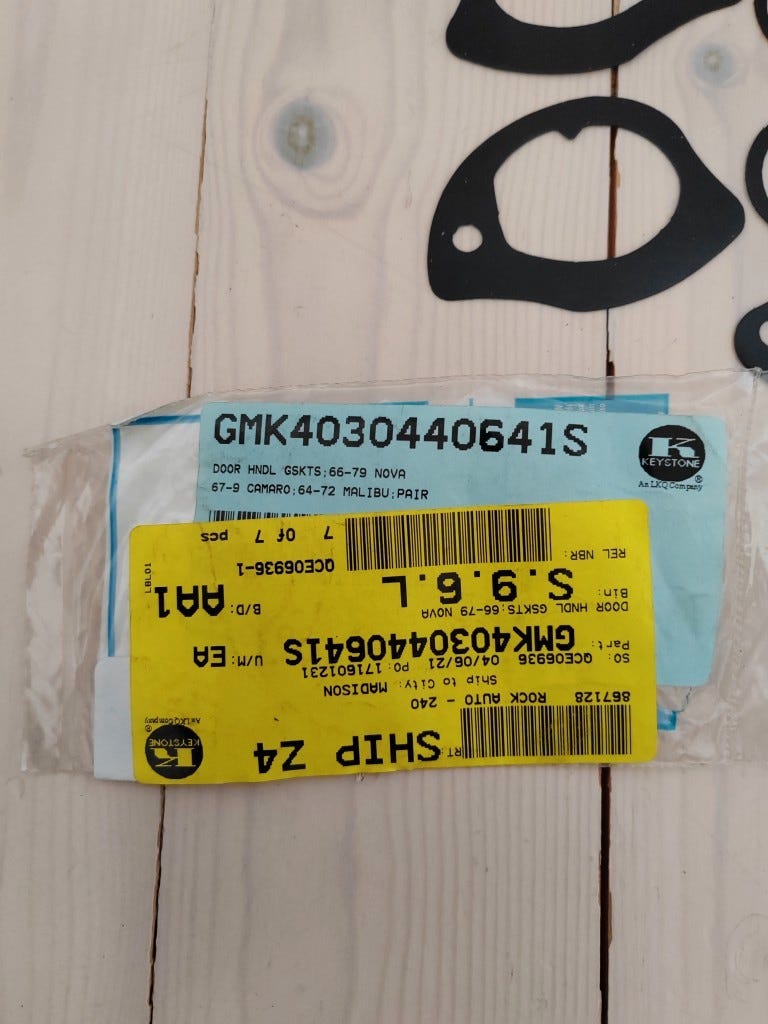 GMK4030440641S
DOOR HNDL GSKTS;66-79 NOVA
67-9 CAMARO;64-72 MALIBU;PAIR
K
KEYSTONE
®
An LKQ Company
LBL01
RT:
SHIP Z4
K
KEYSTONE
®
An LKQ Company
867128 ROCK AUTO - 240
Ship to City: MADISON
SO: QCE06936 04/06/21 PO: 171601231
Part: GMK4030440641S U/M: EA
DOOR HNDL GSKTS;66-79 NOVA
Bin: S.9.6.L B/D: AA1
REL NBR: QCE06936-1
7 Of 7 pcs